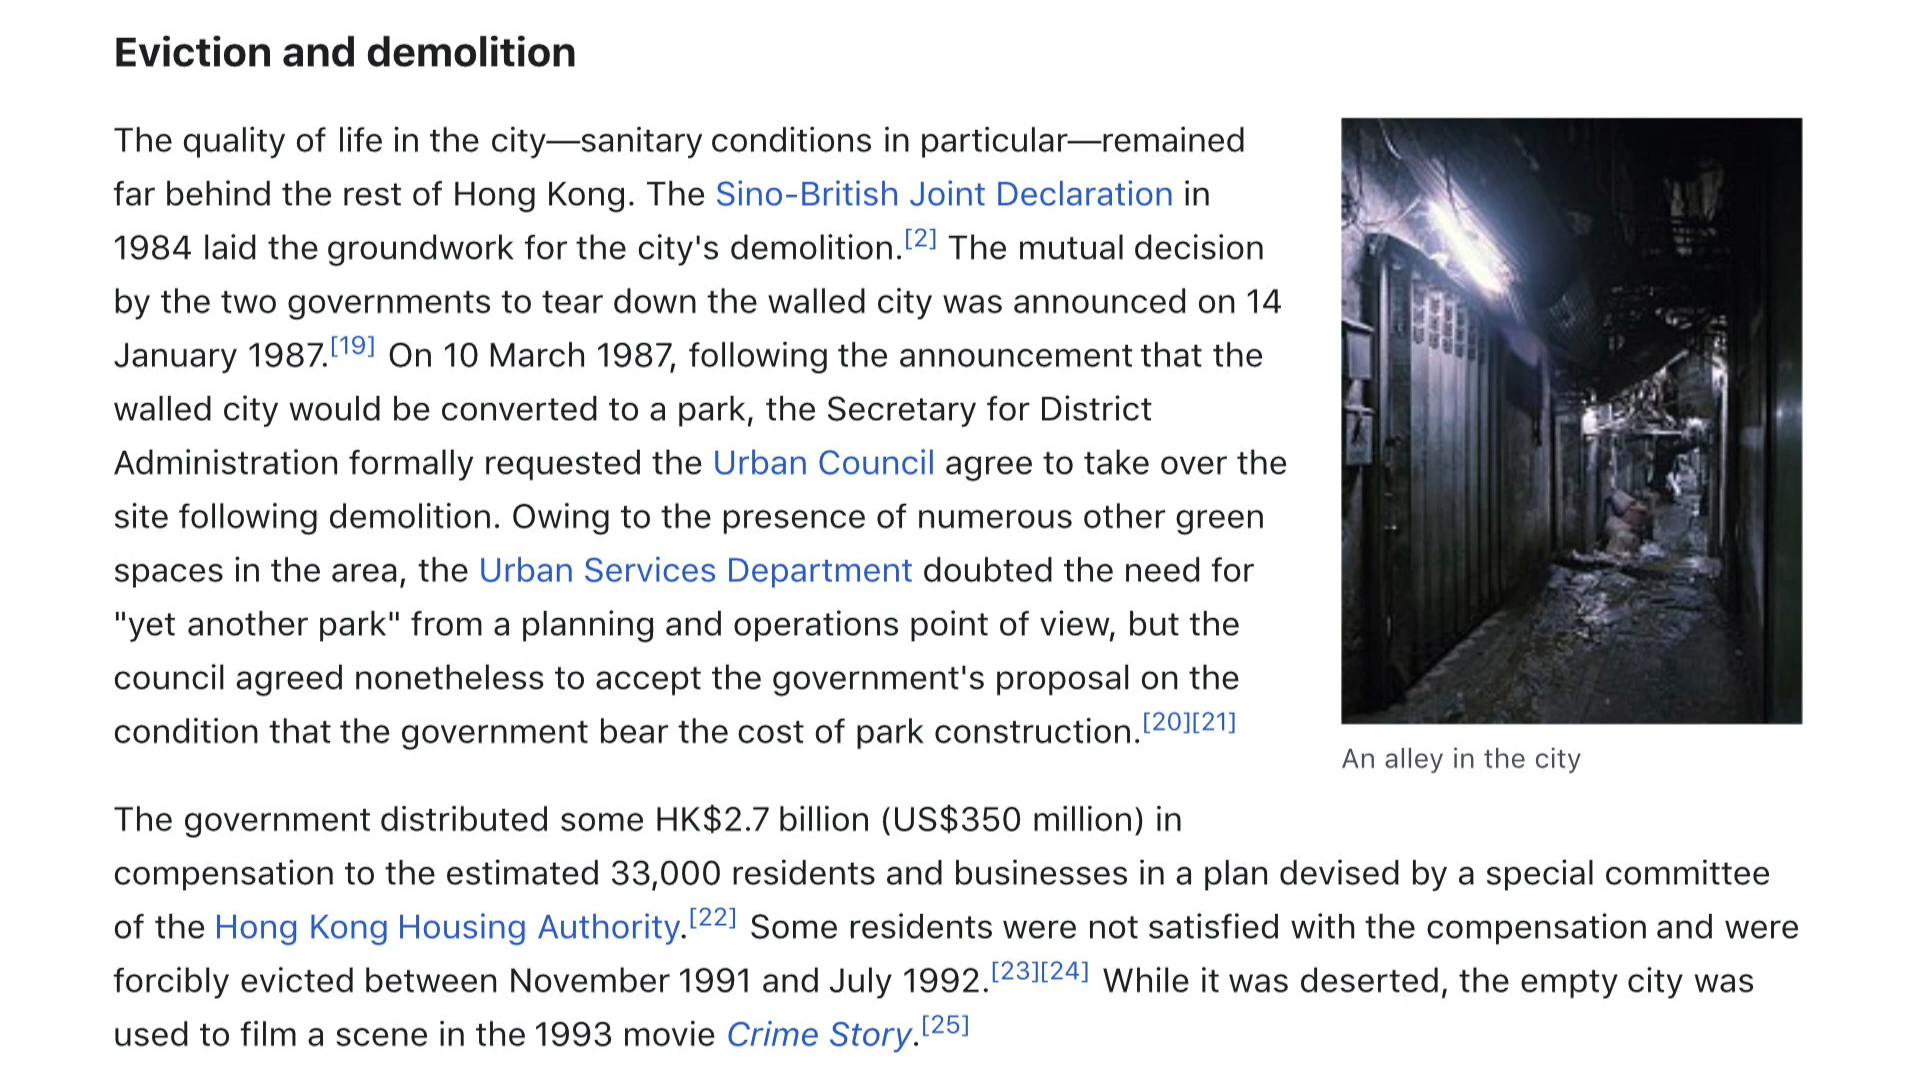 Eviction and demolition
The quality of life in the city—sanitary conditions in particular—remained
far behind the rest of Hong Kong. The Sino-British Joint Declaration in
1984 laid the groundwork for the city's demolition.[2] The mutual decision
by the two governments to tear down the walled city was announced on 14
January 1987.[19] On 10 March 1987, following the announcement that the
walled city would be converted to a park, the Secretary for District
Administration formally requested the Urban Council agree to take over the
site following demolition. Owing to the presence of numerous other green
spaces in the area, the Urban Services Department doubted the need for
"yet another park" from a planning and operations point of view, but the
council agreed nonetheless to accept the government's proposal on the
condition that the government bear the cost of park construction.[20][21]
An alley in the city
The government distributed some HK$2.7 billion (US$350 million) in
compensation to the estimated 33,000 residents and businesses in a plan devised by a special committee
of the Hong Kong Housing Authority.[22] Some residents were not satisfied with the compensation and were
forcibly evicted between November 1991 and July 1992.[23][24] While it was deserted, the empty city was
used to film a scene in the 1993 movie Crime Story.[25]